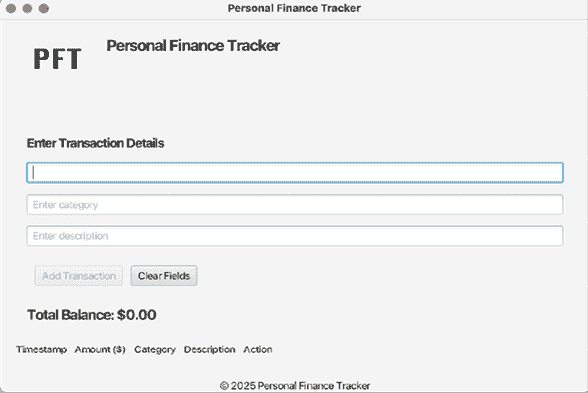 Personal Finance Tracker
PFT
Personal Finance Tracker
Enter Transaction Details
Enter category
Enter description
Add Transaction Clear Fields
Total Balance: $0.00
Timestamp Amount ($) Category Description Action
© 2025 Personal Finance Tracker